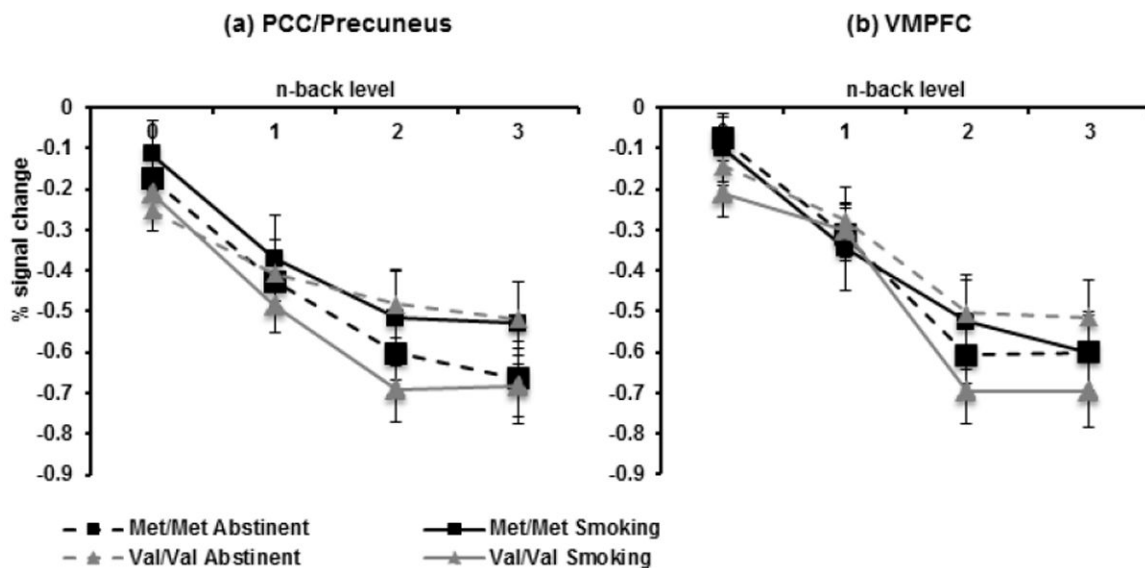 (a) PCC/Precuneus
(b) VMPFC
n-back level
n-back level
0
0 1 2 3
-0.1
-0.2
-0.3
-0.4
-0.5
-0.6
-0.7
-0.8
-0.9
% signal change
0
1 2 3
-0.1
-0.2
-0.3
-0.4
-0.5
-0.6
-0.7
-0.8
-0.9
Met/Met Abstinent
Met/Met Smoking
Val/Val Abstinent
Val/Val Smoking